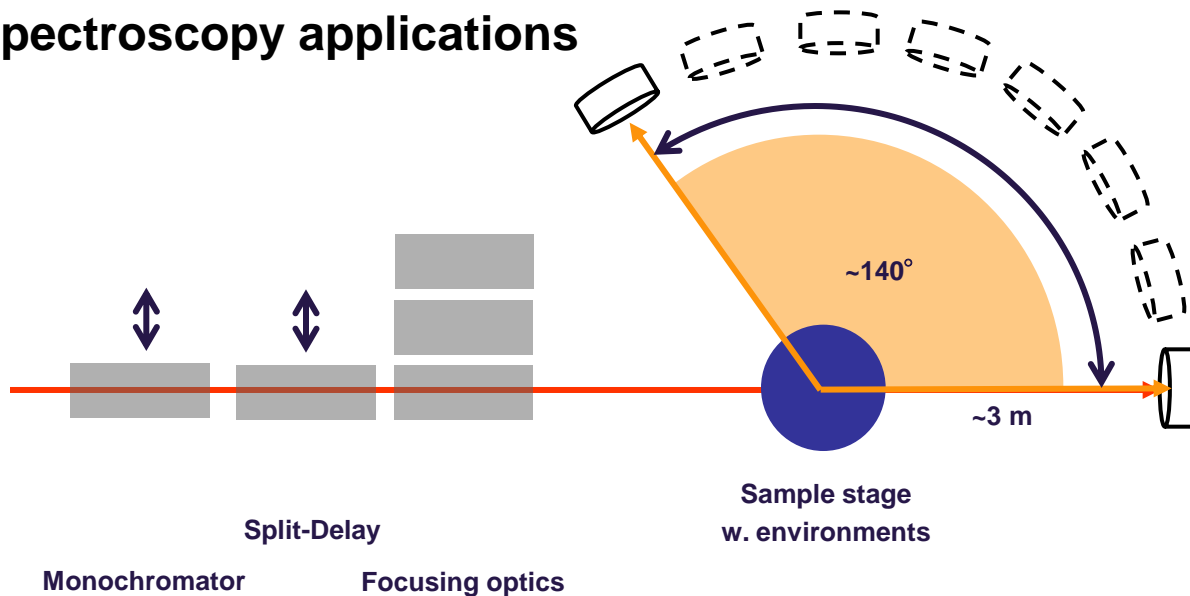 pectroscopy applications
~140°
~3 m
Sample stage
w. environments
Split-Delay
Monochromator
Focusing optics